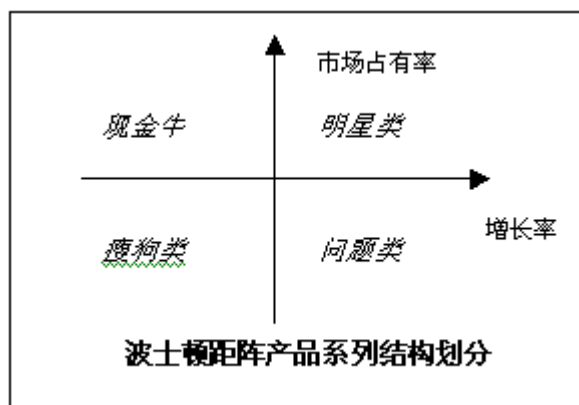 市场占有率
现金牛
明星类
增长率
瘦狗类
问题类
波士顿距阵产品系列结构划分